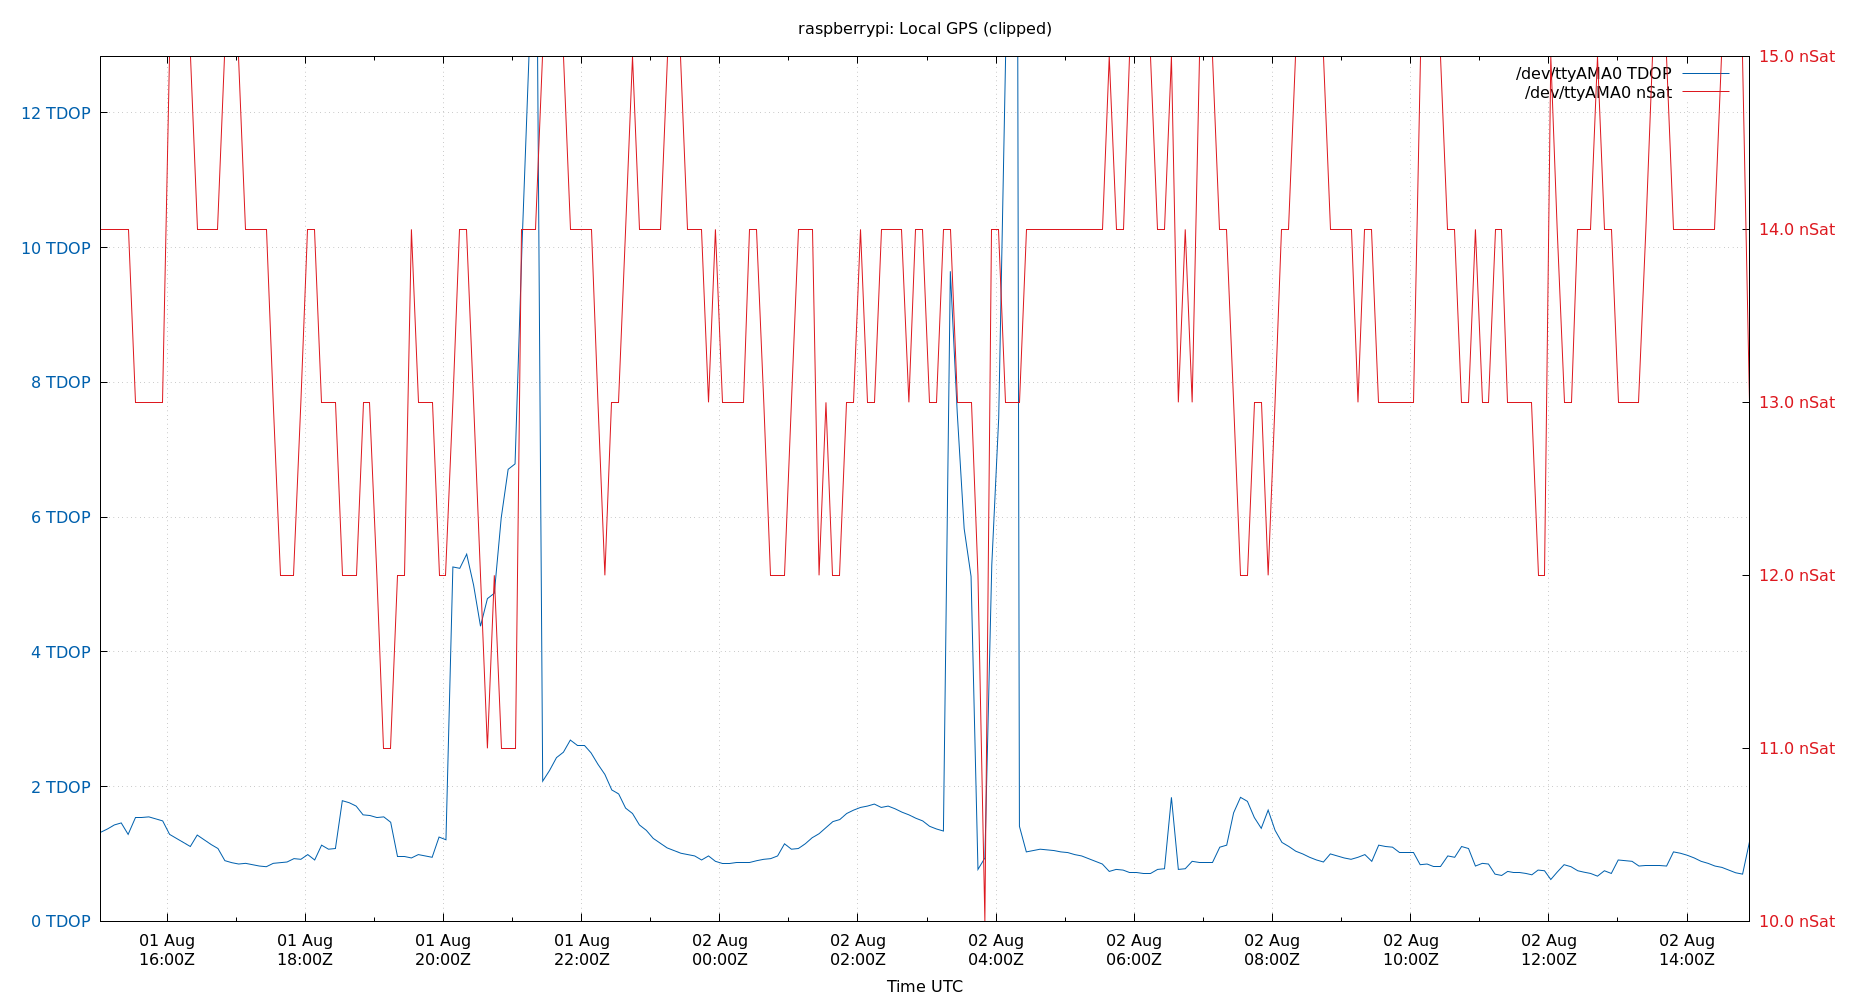 raspberrypi: Local GPS (clipped)
/dev/ttyAMA0 TDOP
/dev/ttyAMA0 nSat
12 TDOP
10 TDOP
8 TDOP
6 TDOP
4 TDOP
2 TDOP
0 TDOP
15.0 nSat
14.0 nSat
13.0 nSat
12.0 nSat
11.0 nSat
10.0 nSat
01 Aug
16:00Z
01 Aug
18:00Z
01 Aug
20:00Z
01 Aug
22:00Z
02 Aug
00:00Z
02 Aug
02:00Z
02 Aug
04:00Z
02 Aug
06:00Z
02 Aug
08:00Z
02 Aug
10:00Z
02 Aug
12:00Z
02 Aug
14:00Z
Time UTC